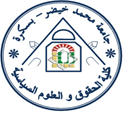 جامعة محمد خيضر - بسكرة
كلية الحقوق و العلوم السياسية